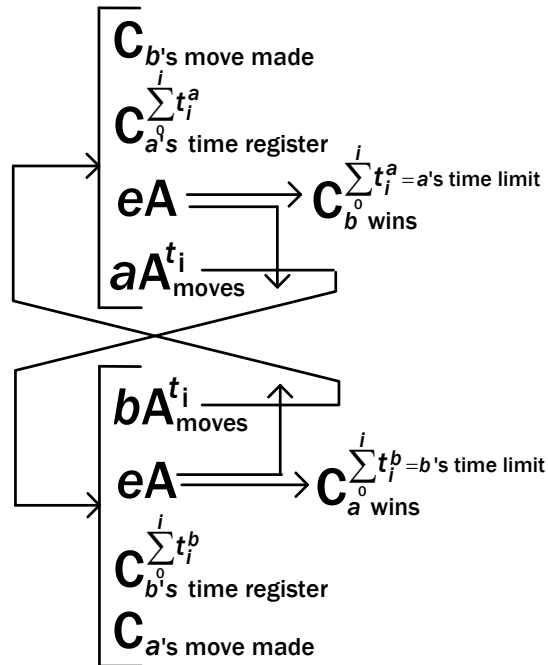 C b's move made
C ∑ i 0 t i a a's time register
eA
C ∑ i 0 t i a = a's time limit b wins
aA t i moves
bA t i moves
eA
C ∑ i 0 t i b = b's time limit a wins
C ∑ i 0 t i b b's time register
C a's move made